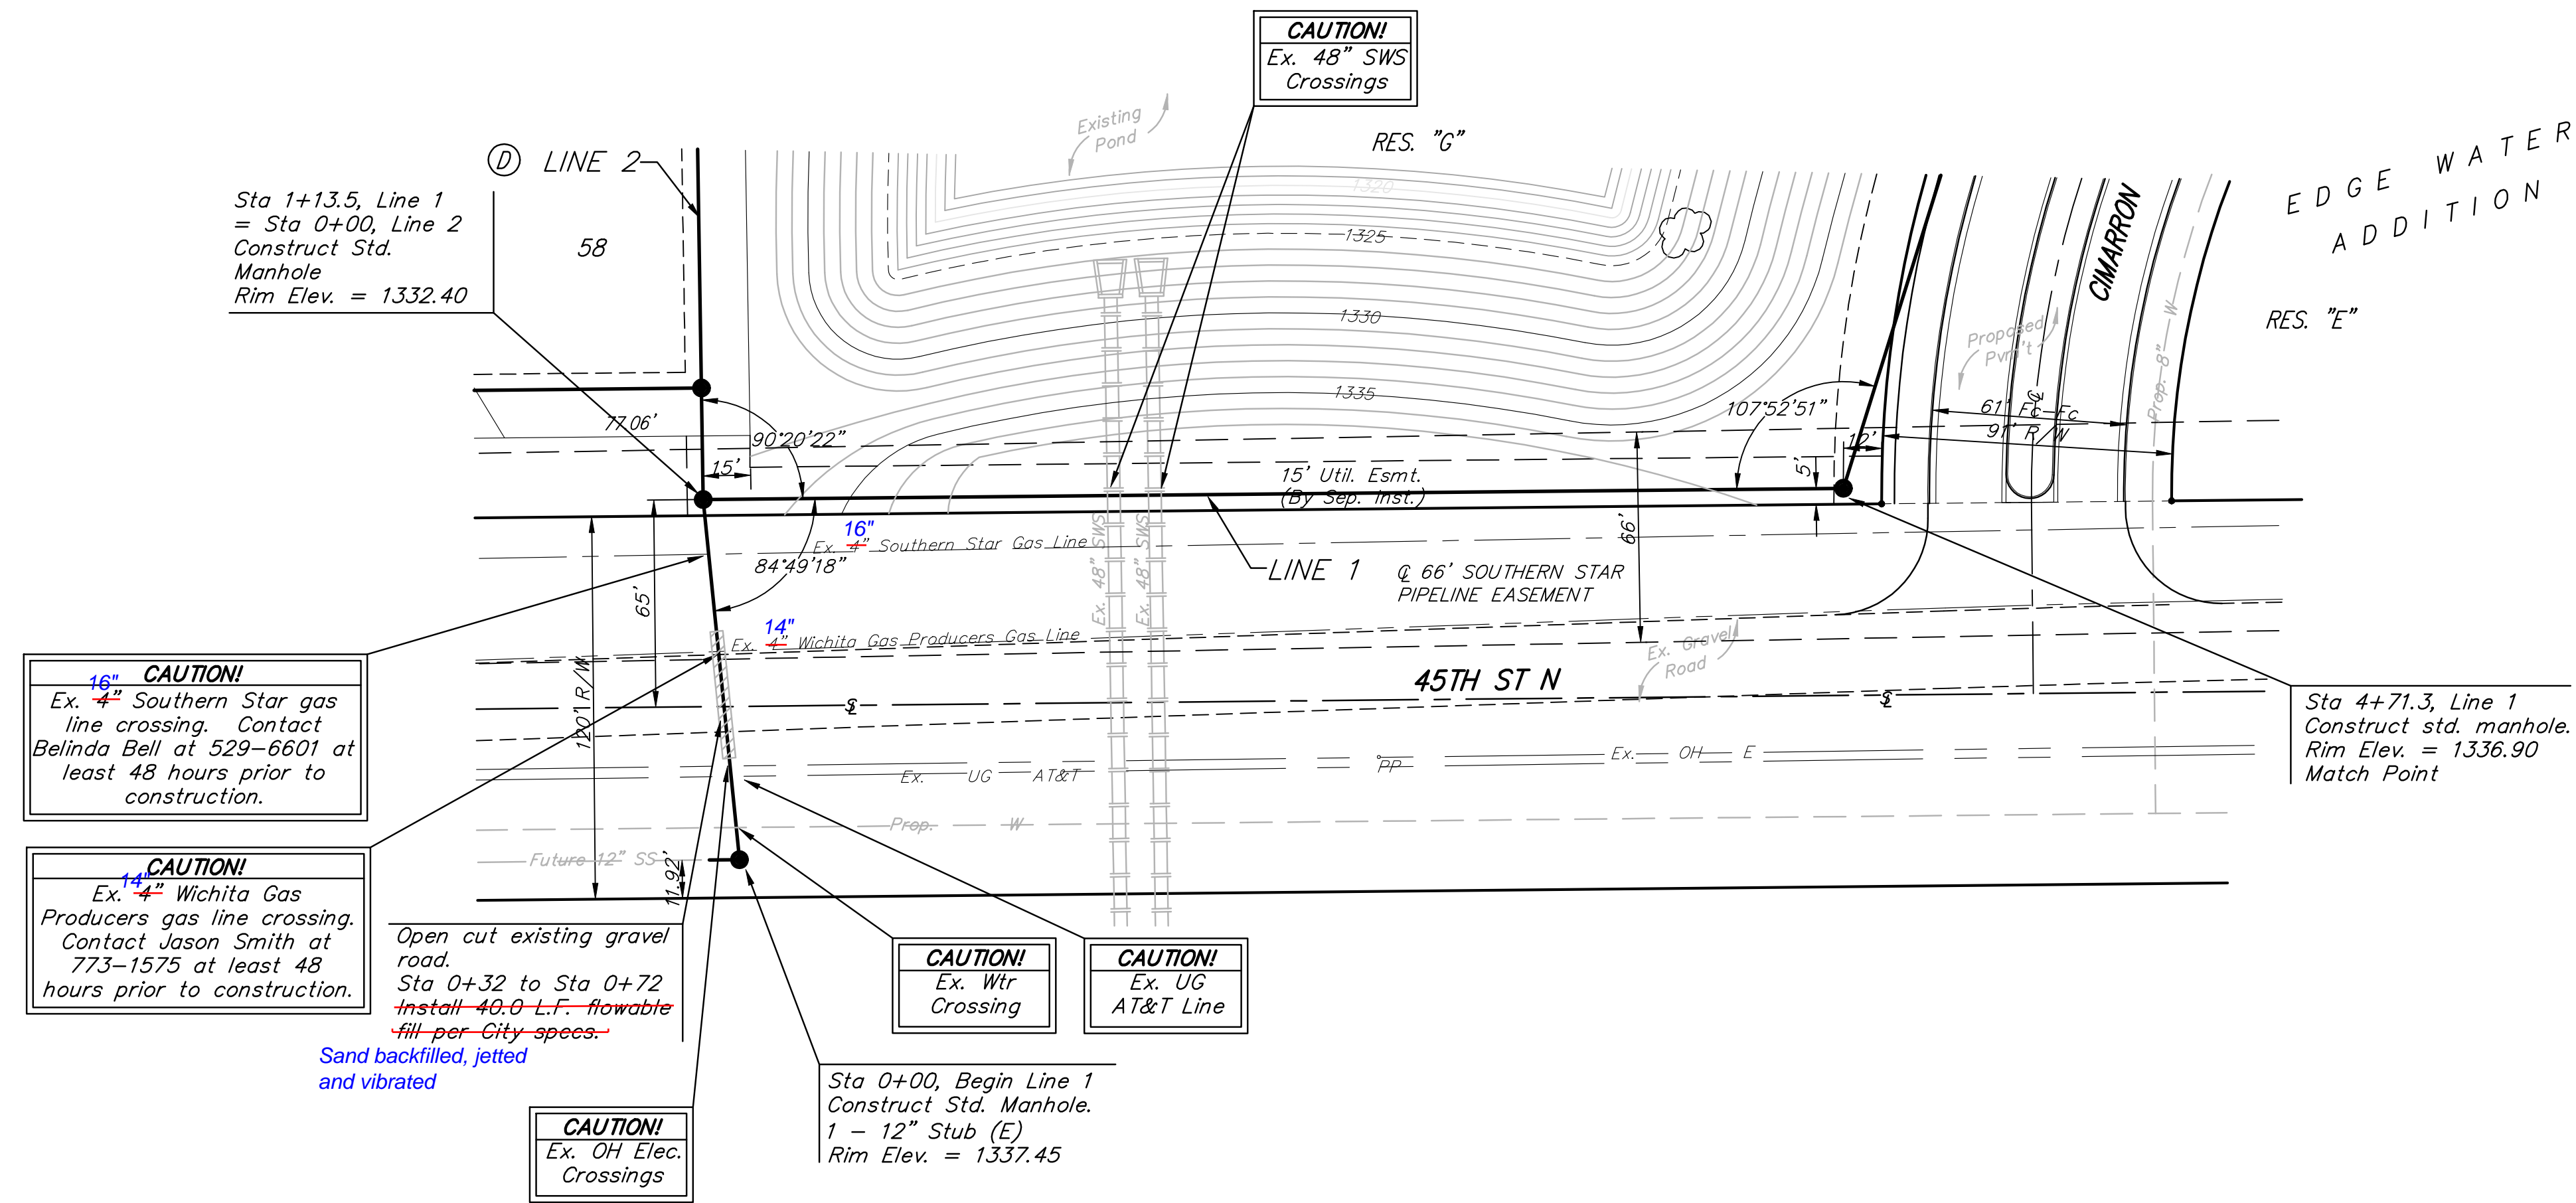 CAUTION!
Ex. 48" SWS
Crossings
Existing
Pond
RES. "G"
EDGE WATER
ADDITION
D LINE 2
Sta 1+13.5, Line 1
= Sta 0+00, Line 2
Construct Std.
Manhole
Rim Elev. = 1332.40
58
1320
1325
1330
1335
CIMARRON
RES. "E"
Proposed
Pvm't
Prop. 8" W
77.06'
90°20'22"
15'
107°52'51"
12'
61' Fc-Fc
91' R/W
℄
5'
15' Util. Esmt.
(By Sep. Inst.)
16"
Ex. 4" Southern Star Gas Line
84°49'18"
LINE 1
℄ 66' SOUTHERN STAR
PIPELINE EASEMENT
66'
65'
Ex. 48" SWS
Ex. 48" SWS
14"
Ex. 4" Wichita Gas Producers Gas Line
Ex. Gravel
Road
45TH ST N
120' R/W
℄
℄
CAUTION!
16"
Ex. 4" Southern Star gas
line crossing. Contact
Belinda Bell at 529-6601 at
least 48 hours prior to
construction.
Sta 4+71.3, Line 1
Construct std. manhole.
Rim Elev. = 1336.90
Match Point
Ex. UG AT&T
PP
Ex. OH E
Prop. W
Future 12" SS
11.92'
CAUTION!
14"
Ex. 4" Wichita Gas
Producers gas line crossing.
Contact Jason Smith at
773-1575 at least 48
hours prior to construction.
Open cut existing gravel
road.
Sta 0+32 to Sta 0+72
Install 40.0 L.F. flowable
fill per City specs.
Sand backfilled, jetted
and vibrated
CAUTION!
Ex. Wtr
Crossing
CAUTION!
Ex. UG
AT&T Line
Sta 0+00, Begin Line 1
Construct Std. Manhole.
1 - 12" Stub (E)
Rim Elev. = 1337.45
CAUTION!
Ex. OH Elec.
Crossings